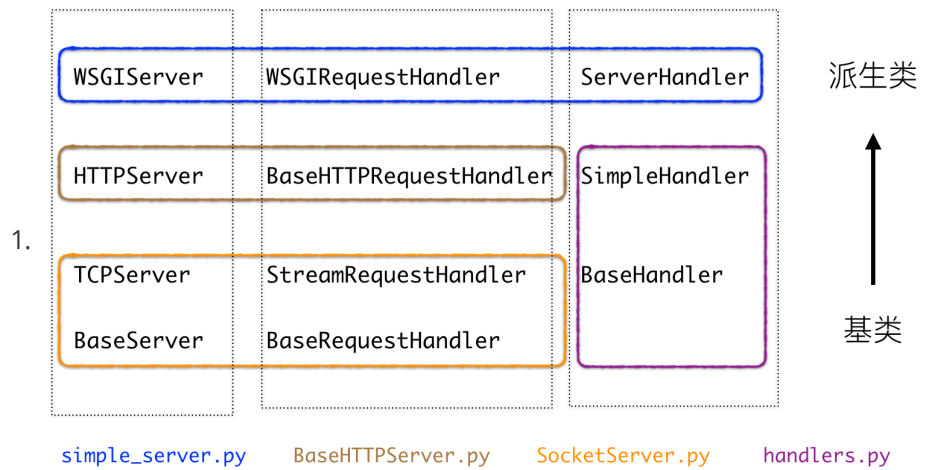 WSGIServer WSGIRequestHandler ServerHandler 派生类
HTTPServer BaseHTTPRequestHandler SimpleHandler
1.
TCPServer StreamRequestHandler BaseHandler
BaseServer BaseRequestHandler 基类
simple_server.py BaseHTTPServer.py SocketServer.py handlers.py